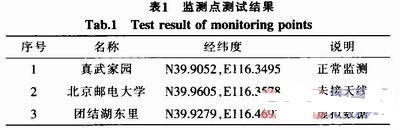 表1 监测点测试结果
Tab.1 Test result of monitoring points
序号 名称 经纬度 说明
1 真武家园 N39.9052,E116.3495 正常监测
2 北京邮电大学 N39.9605,E116.3578 未接天线
3 团结湖东里 N39.9279,E116.469 虚拟数据